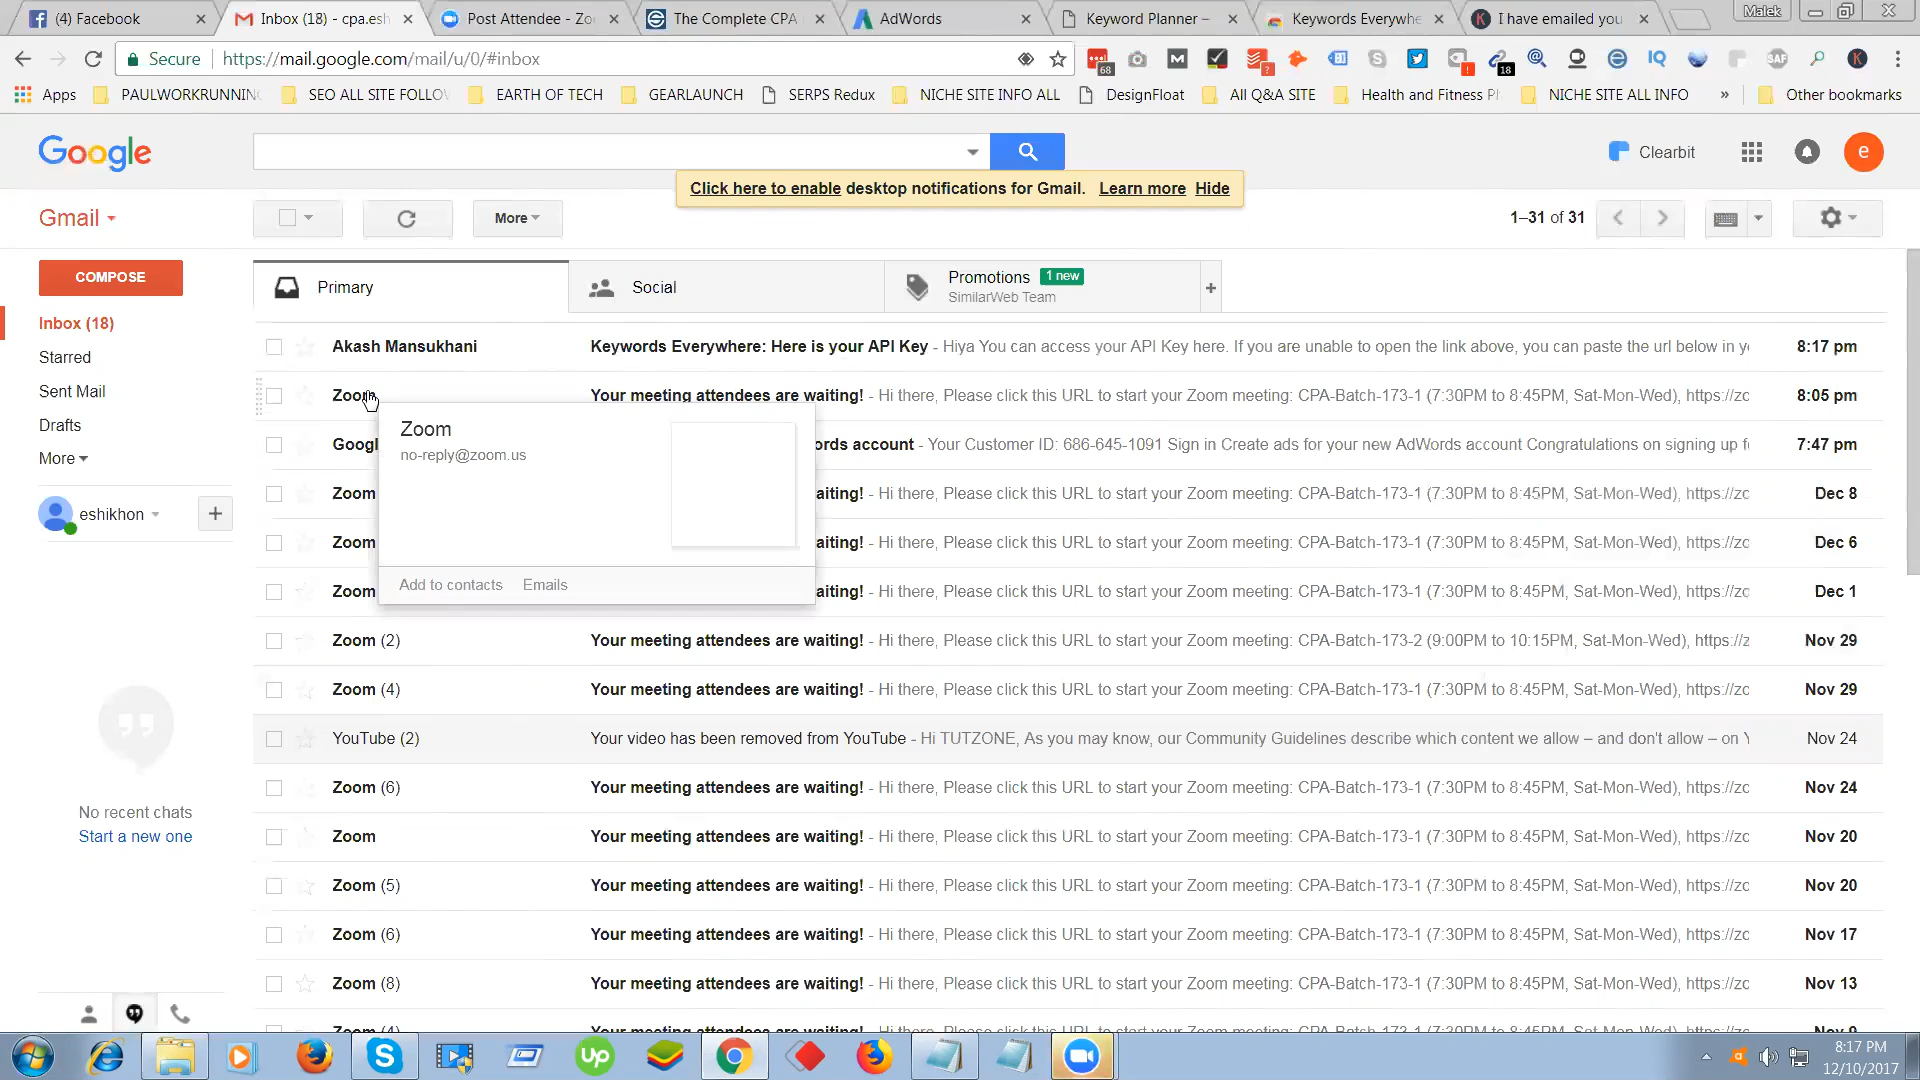 (4) Facebook
Inbox (18) - cpa.esh
Post Attendee - Zo
The Complete CPA
AdWords
Keyword Planner –
Keywords Everywhe
I have emailed you
Malek
Secure
https://mail.google.com/mail/u/0/#inbox
68
18
Apps
PAULWORKRUNNIN
SEO ALL SITE FOLLOV
EARTH OF TECH
GEARLAUNCH
SERPS Redux
NICHE SITE INFO ALL
DesignFloat
All Q&A SITE
Health and Fitness P
NICHE SITE ALL INFO
»
Other bookmarks
Google
Clearbit
e
Click here to enable desktop notifications for Gmail. Learn more Hide
Gmail
More
1–31 of 31
COMPOSE
Inbox (18)
Starred
Sent Mail
Drafts
More
eshikhon
No recent chats
Start a new one
Primary
Social
Promotions 1 new
SimilarWeb Team
Akash Mansukhani Keywords Everywhere: Here is your API Key - Hiya You can access your API Key here. If you are unable to open the link above, you can paste the url below in 8:17 pm
Zoom Your meeting attendees are waiting! - Hi there, Please click this URL to start your Zoom meeting: CPA-Batch-173-1 (7:30PM to 8:45PM, Sat-Mon-Wed), https://zo 8:05 pm
Googl ords account - Your Customer ID: 686-645-1091 Sign in Create ads for your new AdWords account Congratulations on signing up f 7:47 pm
Zoom aiting! - Hi there, Please click this URL to start your Zoom meeting: CPA-Batch-173-1 (7:30PM to 8:45PM, Sat-Mon-Wed), https://zo Dec 8
Zoom aiting! - Hi there, Please click this URL to start your Zoom meeting: CPA-Batch-173-1 (7:30PM to 8:45PM, Sat-Mon-Wed), https://zo Dec 6
Zoom aiting! - Hi there, Please click this URL to start your Zoom meeting: CPA-Batch-173-1 (7:30PM to 8:45PM, Sat-Mon-Wed), https://zo Dec 1
Zoom
no-reply@zoom.us
Add to contacts Emails
Zoom (2) Your meeting attendees are waiting! - Hi there, Please click this URL to start your Zoom meeting: CPA-Batch-173-2 (9:00PM to 10:15PM, Sat-Mon-Wed), https://z Nov 29
Zoom (4) Your meeting attendees are waiting! - Hi there, Please click this URL to start your Zoom meeting: CPA-Batch-173-1 (7:30PM to 8:45PM, Sat-Mon-Wed), https://zo Nov 29
YouTube (2) Your video has been removed from YouTube - Hi TUTZONE, As you may know, our Community Guidelines describe which content we allow – and don't allow – on Y Nov 24
Zoom (6) Your meeting attendees are waiting! - Hi there, Please click this URL to start your Zoom meeting: CPA-Batch-173-1 (7:30PM to 8:45PM, Sat-Mon-Wed), https://zo Nov 24
Zoom Your meeting attendees are waiting! - Hi there, Please click this URL to start your Zoom meeting: CPA-Batch-173-1 (7:30PM to 8:45PM, Sat-Mon-Wed), https://zo Nov 20
Zoom (5) Your meeting attendees are waiting! - Hi there, Please click this URL to start your Zoom meeting: CPA-Batch-173-1 (7:30PM to 8:45PM, Sat-Mon-Wed), https://zo Nov 20
Zoom (6) Your meeting attendees are waiting! - Hi there, Please click this URL to start your Zoom meeting: CPA-Batch-173-1 (7:30PM to 8:45PM, Sat-Mon-Wed), https://zo Nov 17
Zoom (8) Your meeting attendees are waiting! - Hi there, Please click this URL to start your Zoom meeting: CPA-Batch-173-1 (7:30PM to 8:45PM, Sat-Mon-Wed), https://zo Nov 13
8:17 PM
12/10/2017